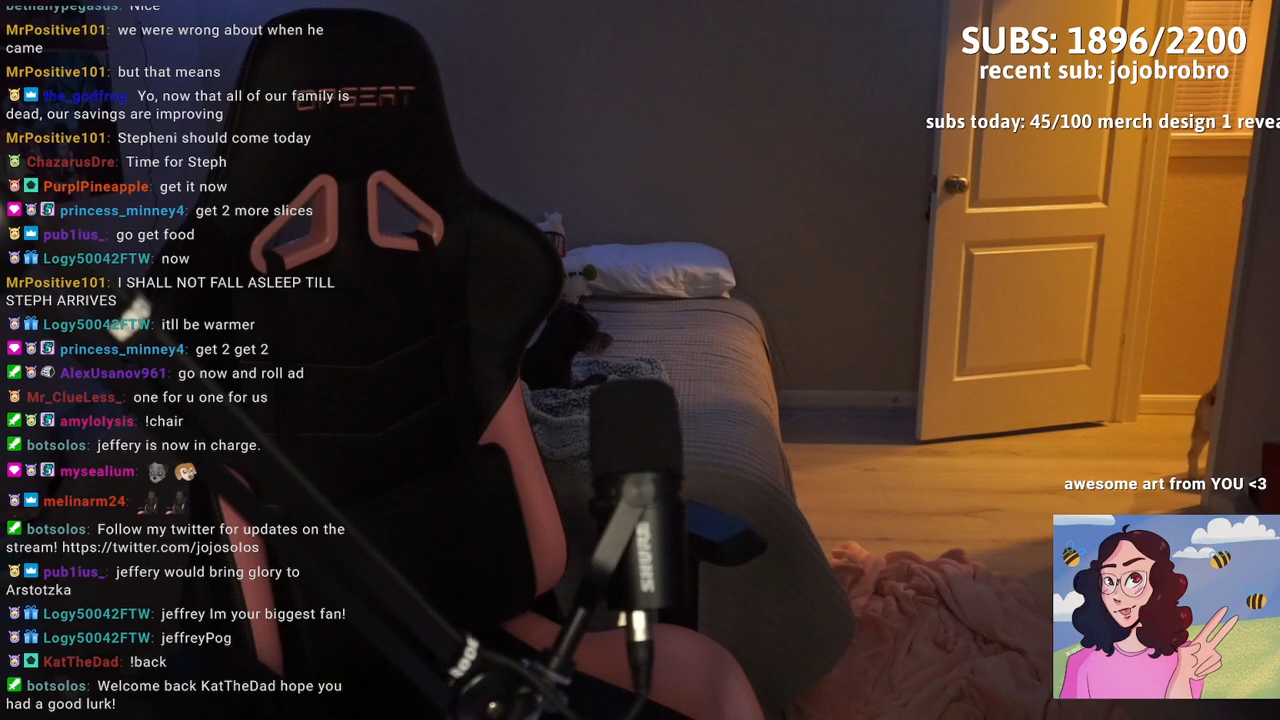 bethanypegasus: Nice
MrPositive101: we were wrong about when he
came
MrPositive101: but that means
the_godfrog: Yo, now that all of our family is
dead, our savings are improving
MrPositive101: Stepheni should come today
ChazarusDre: Time for Steph
PurplPineapple: get it now
princess_minney4: get 2 more slices
pub1ius_: go get food
Logy50042FTW: now
MrPositive101: I SHALL NOT FALL ASLEEP TILL
STEPH ARRIVES
Logy50042FTW: itll be warmer
princess_minney4: get 2 get 2
AlexUsanov961: go now and roll ad
Mr_ClueLess_: one for u one for us
amylolysis: !chair
botsolos: jeffery is now in charge.
mysealium:
melinarm24:
botsolos: Follow my twitter for updates on the
stream! https://twitter.com/jojosolos
pub1ius_: jeffery would bring glory to
Arstotzka
Logy50042FTW: jeffrey Im your biggest fan!
Logy50042FTW: jeffreyPog
KatTheDad: !back
botsolos: Welcome back KatTheDad hope you
had a good lurk!
OPSEAT
SUBS: 1896/2200
recent sub: jojobrobro
subs today: 45/100 merch design 1 revea
awesome art from YOU <3